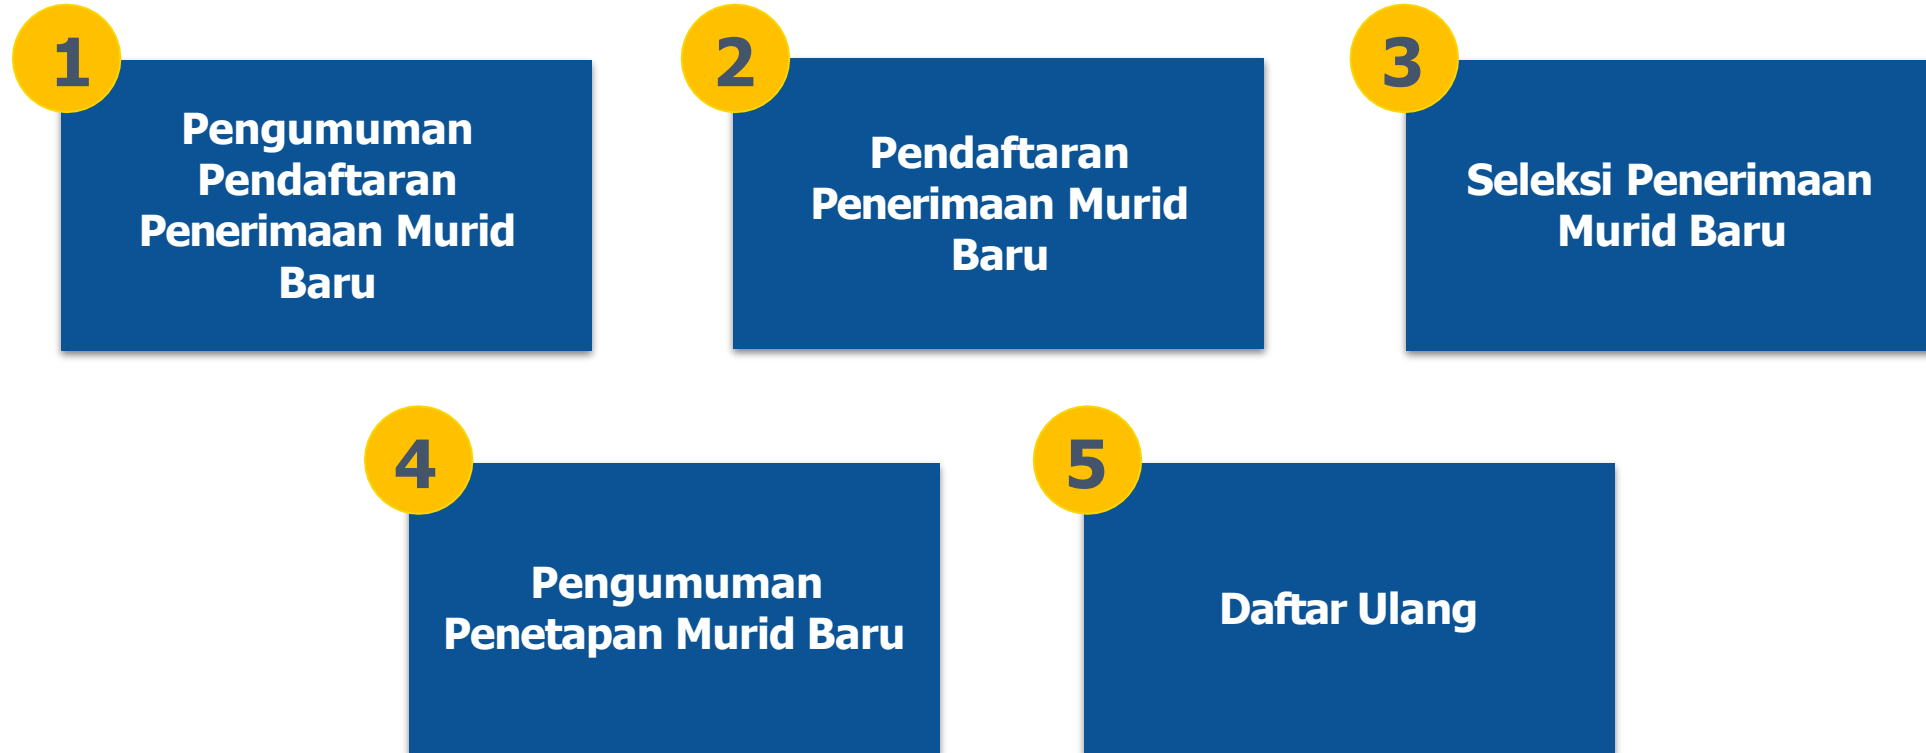 1
Pengumuman
Pendaftaran
Penerimaan Murid
Baru
2
Pendaftaran
Penerimaan Murid
Baru
3
Seleksi Penerimaan
Murid Baru
4
Pengumuman
Penetapan Murid Baru
5
Daftar Ulang